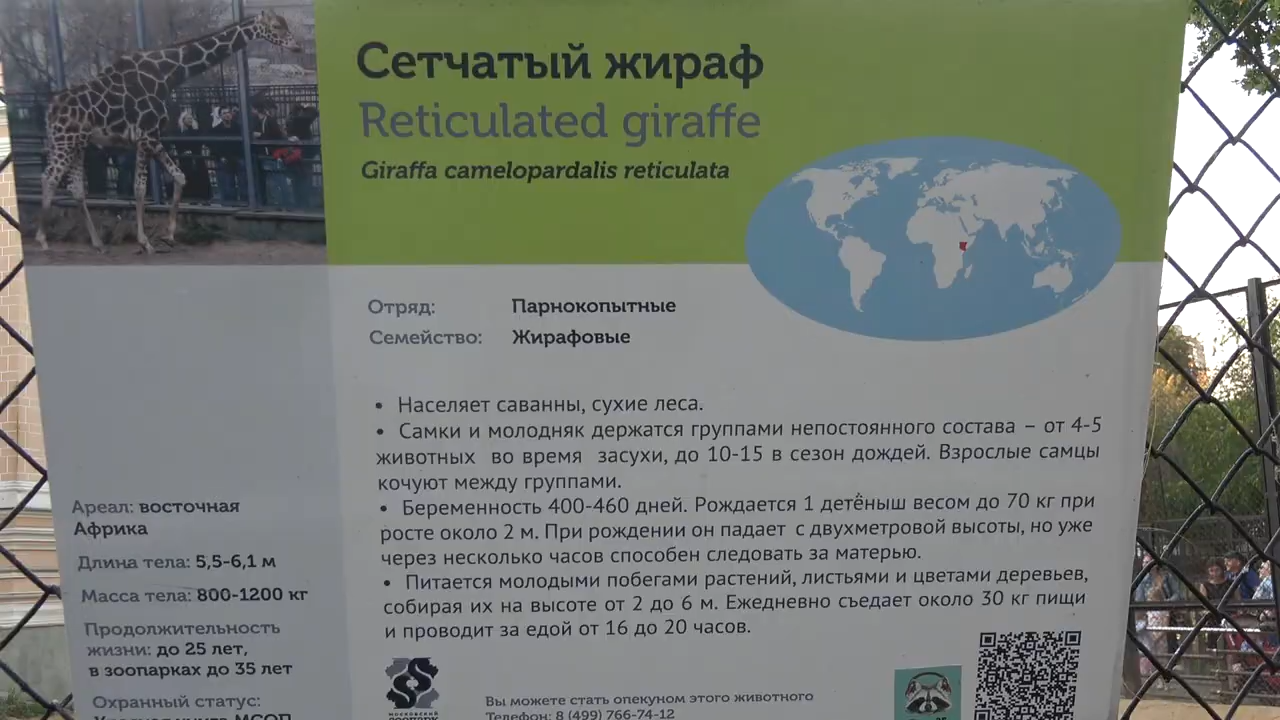 Сетчатый жираф
Reticulated giraffe
Giraffa camelopardalis reticulata
Отряд: Парнокопытные
Семейство: Жирафовые
• Населяет саванны, сухие леса.
• Самки и молодняк держатся группами непостоянного состава – от 4-5
животных во время засухи, до 10-15 в сезон дождей. Взрослые самцы
кочуют между группами.
• Беременность 400-460 дней. Рождается 1 детёныш весом до 70 кг при
росте около 2 м. При рождении он падает с двухметровой высоты, но уже
через несколько часов способен следовать за матерью.
• Питается молодыми побегами растений, листьями и цветами деревьев,
собирая их на высоте от 2 до 6 м. Ежедневно съедает около 30 кг пищи
и проводит за едой от 16 до 20 часов.
Ареал: восточная
Африка
Длина тела: 5,5-6,1 м
Масса тела: 800-1200 кг
Продолжительность
жизни: до 25 лет,
в зоопарках до 35 лет
Охранный статус:
МОСКОВСКИЙ
ЗООПАРК
Вы можете стать опекуном этого животного
Телефон: 8 (499) 766-74-12